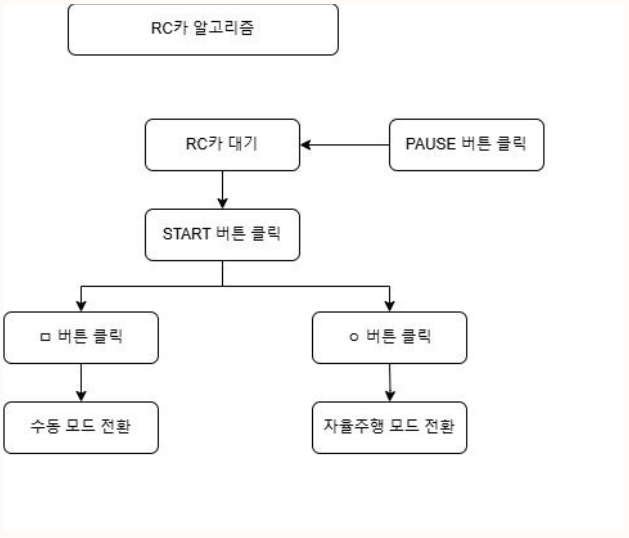 RC카 알고리즘
RC카 대기
PAUSE 버튼 클릭
START 버튼 클릭
ㅁ 버튼 클릭
ㅇ 버튼 클릭
수동 모드 전환
자율주행 모드 전환